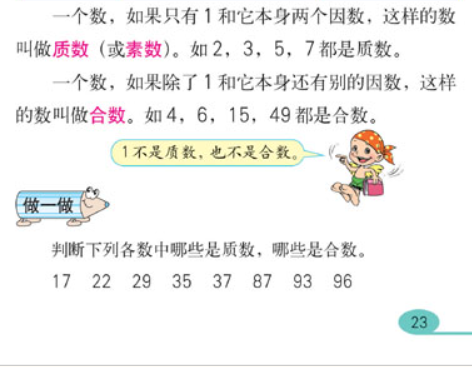 一个数，如果只有1和它本身两个因数，这样的数
叫做质数（或素数）。如2，3，5，7都是质数。
一个数，如果除了1和它本身还有别的因数，这样
的数叫做合数。如4，6，15，49都是合数。
1不是质数，也不是合数。
做一做
判断下列各数中哪些是质数，哪些是合数。
17 22 29 35 37 87 93 96
23